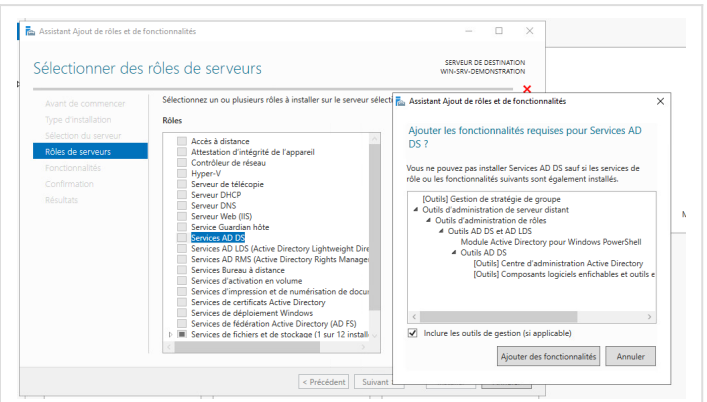 Assistant Ajout de rôles et de fonctionnalités
Sélectionner des rôles de serveurs
SERVEUR DE DESTINATION
WIN-SRV-DEMONSTRATION
Avant de commencer
Type d'installation
Sélection du serveur
Rôles de serveurs
Fonctionnalités
Confirmation
Résultats
Sélectionnez un ou plusieurs rôles à installer sur le serveur sélect
Rôles
Accès à distance
Attestation d'intégrité de l'appareil
Contrôleur de réseau
Hyper-V
Serveur de télécopie
Serveur DHCP
Serveur DNS
Serveur Web (IIS)
Service Guardian hôte
Services AD DS
Services AD LDS (Active Directory Lightweight Dire
Services AD RMS (Active Directory Rights Manage
Services Bureau à distance
Services d'activation en volume
Services d'impression et de numérisation de docu
Services de certificats Active Directory
Services de déploiement Windows
Services de fédération Active Directory (AD FS)
Services de fichiers et de stockage (1 sur 12 install
< Précédent
Suivant
Assistant Ajout de rôles et de fonctionnalités
Ajouter les fonctionnalités requises pour Services AD
DS ?
Vous ne pouvez pas installer Services AD DS sauf si les services de
rôle ou les fonctionnalités suivants sont également installés.
[Outils] Gestion de stratégie de groupe
Outils d'administration de serveur distant
Outils d'administration de rôles
Outils AD DS et AD LDS
Module Active Directory pour Windows PowerShell
Outils AD DS
[Outils] Centre d'administration Active Directory
[Outils] Composants logiciels enfichables et outils e
Inclure les outils de gestion (si applicable)
Ajouter des fonctionnalités
Annuler
M